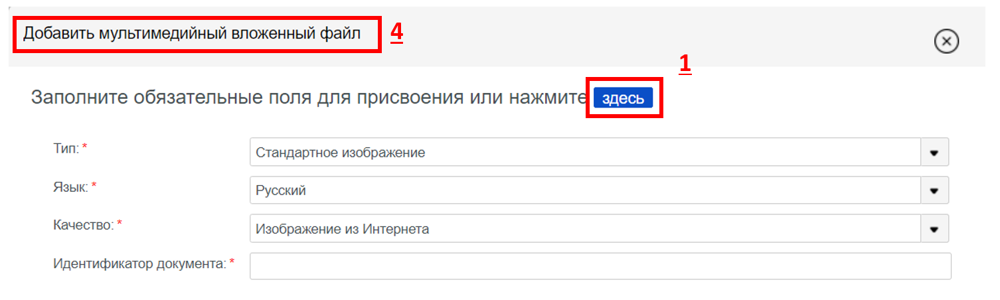 Добавить мультимедийный вложенный файл 4
1
Заполните обязательные поля для присвоения или нажмите здесь
Тип: * Стандартное изображение
Язык: * Русский
Качество: * Изображение из Интернета
Идентификатор документа: *